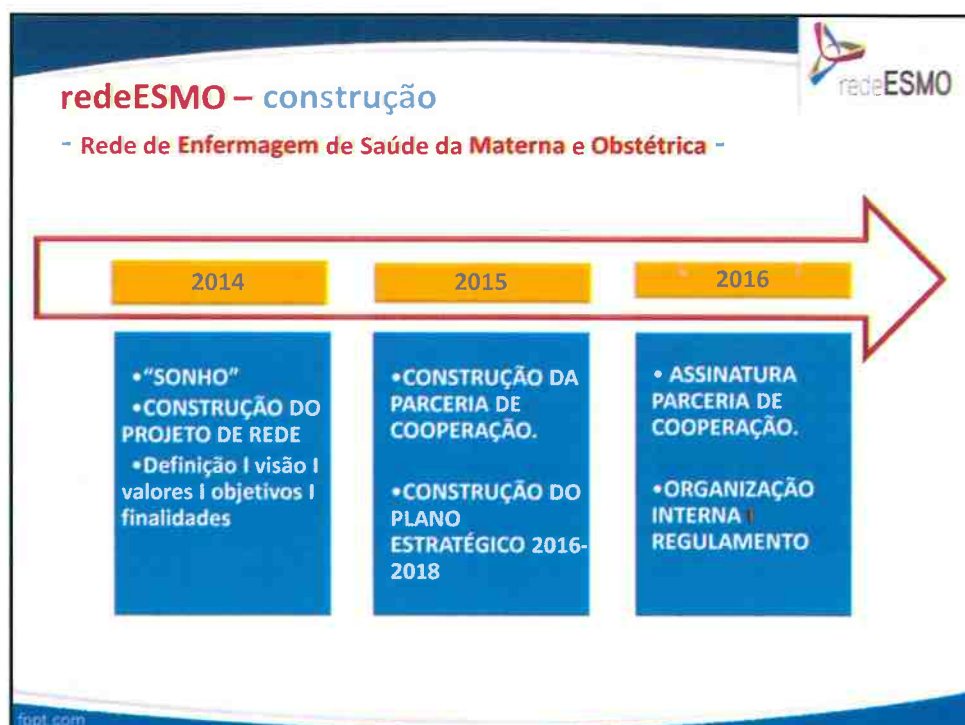 redeESMO
redeESMO – construção
- Rede de Enfermagem de Saúde da Materna e Obstétrica -
2014
2015
2016
•“SONHO”
•CONSTRUÇÃO DO
PROJETO DE REDE
•Definição I visão I
valores I objetivos I
finalidades
•CONSTRUÇÃO DA
PARCERIA DE
COOPERAÇÃO.
•CONSTRUÇÃO DO
PLANO
ESTRATÉGICO 2016-
2018
• ASSINATURA
PARCERIA DE
COOPERAÇÃO.
•ORGANIZAÇÃO
INTERNA I
REGULAMENTO
fppt.com